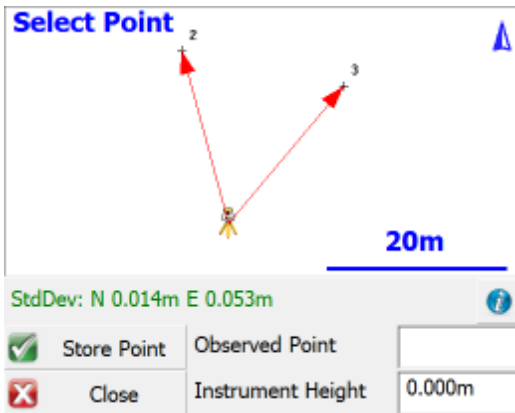 Select Point
2
3
20m
StdDev: N 0.014m E 0.053m
Store Point
Observed Point
Close
Instrument Height
0.000m